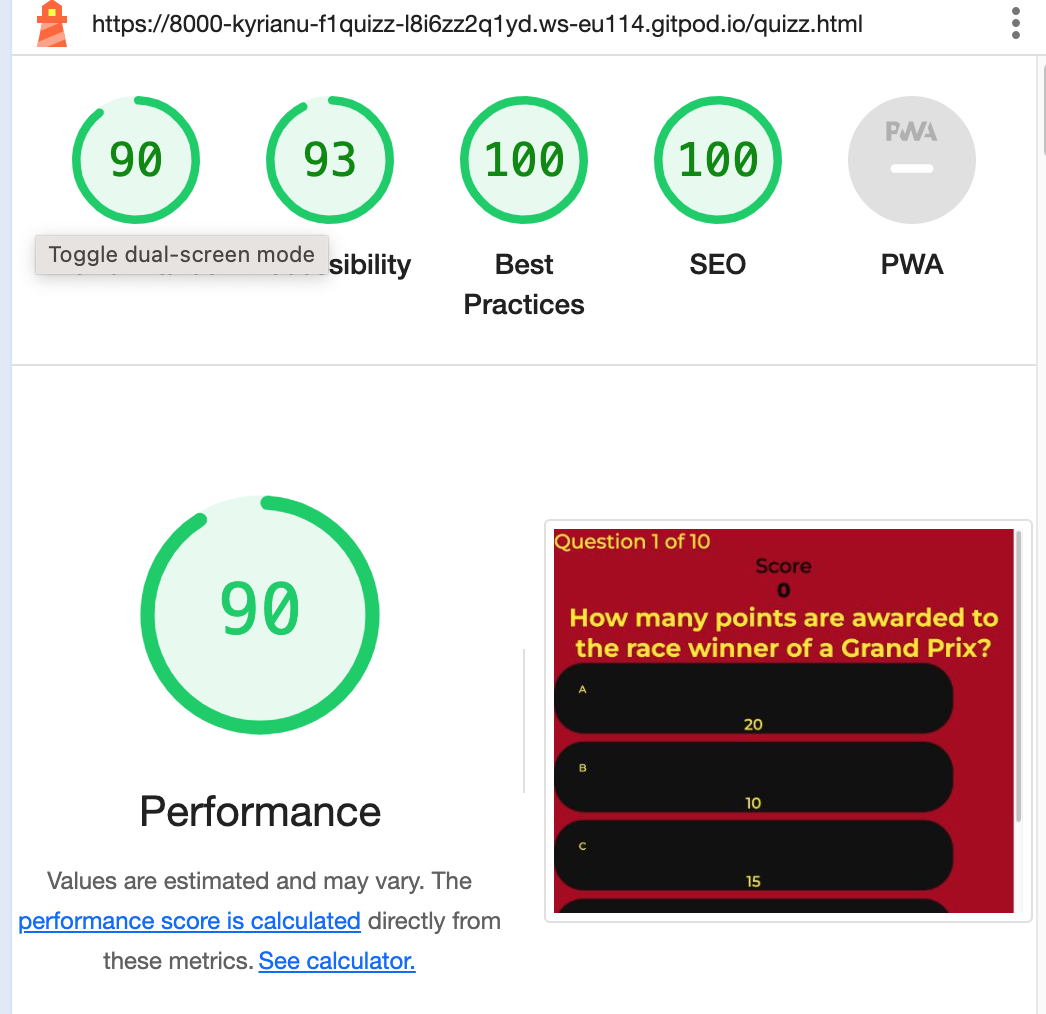 https://8000-kyrianu-f1quizz-l8i6zz2q1yd.ws-eu114.gitpod.io/quizz.html
90
93
100
100
PWA
Toggle dual-screen mode
sibility
Best
Practices
SEO
PWA
90
Performance
Values are estimated and may vary. The
performance score is calculated directly from
these metrics. See calculator.
Question 1 of 10
Score
0
How many points are awarded to
the race winner of a Grand Prix?
A
20
B
10
C
15